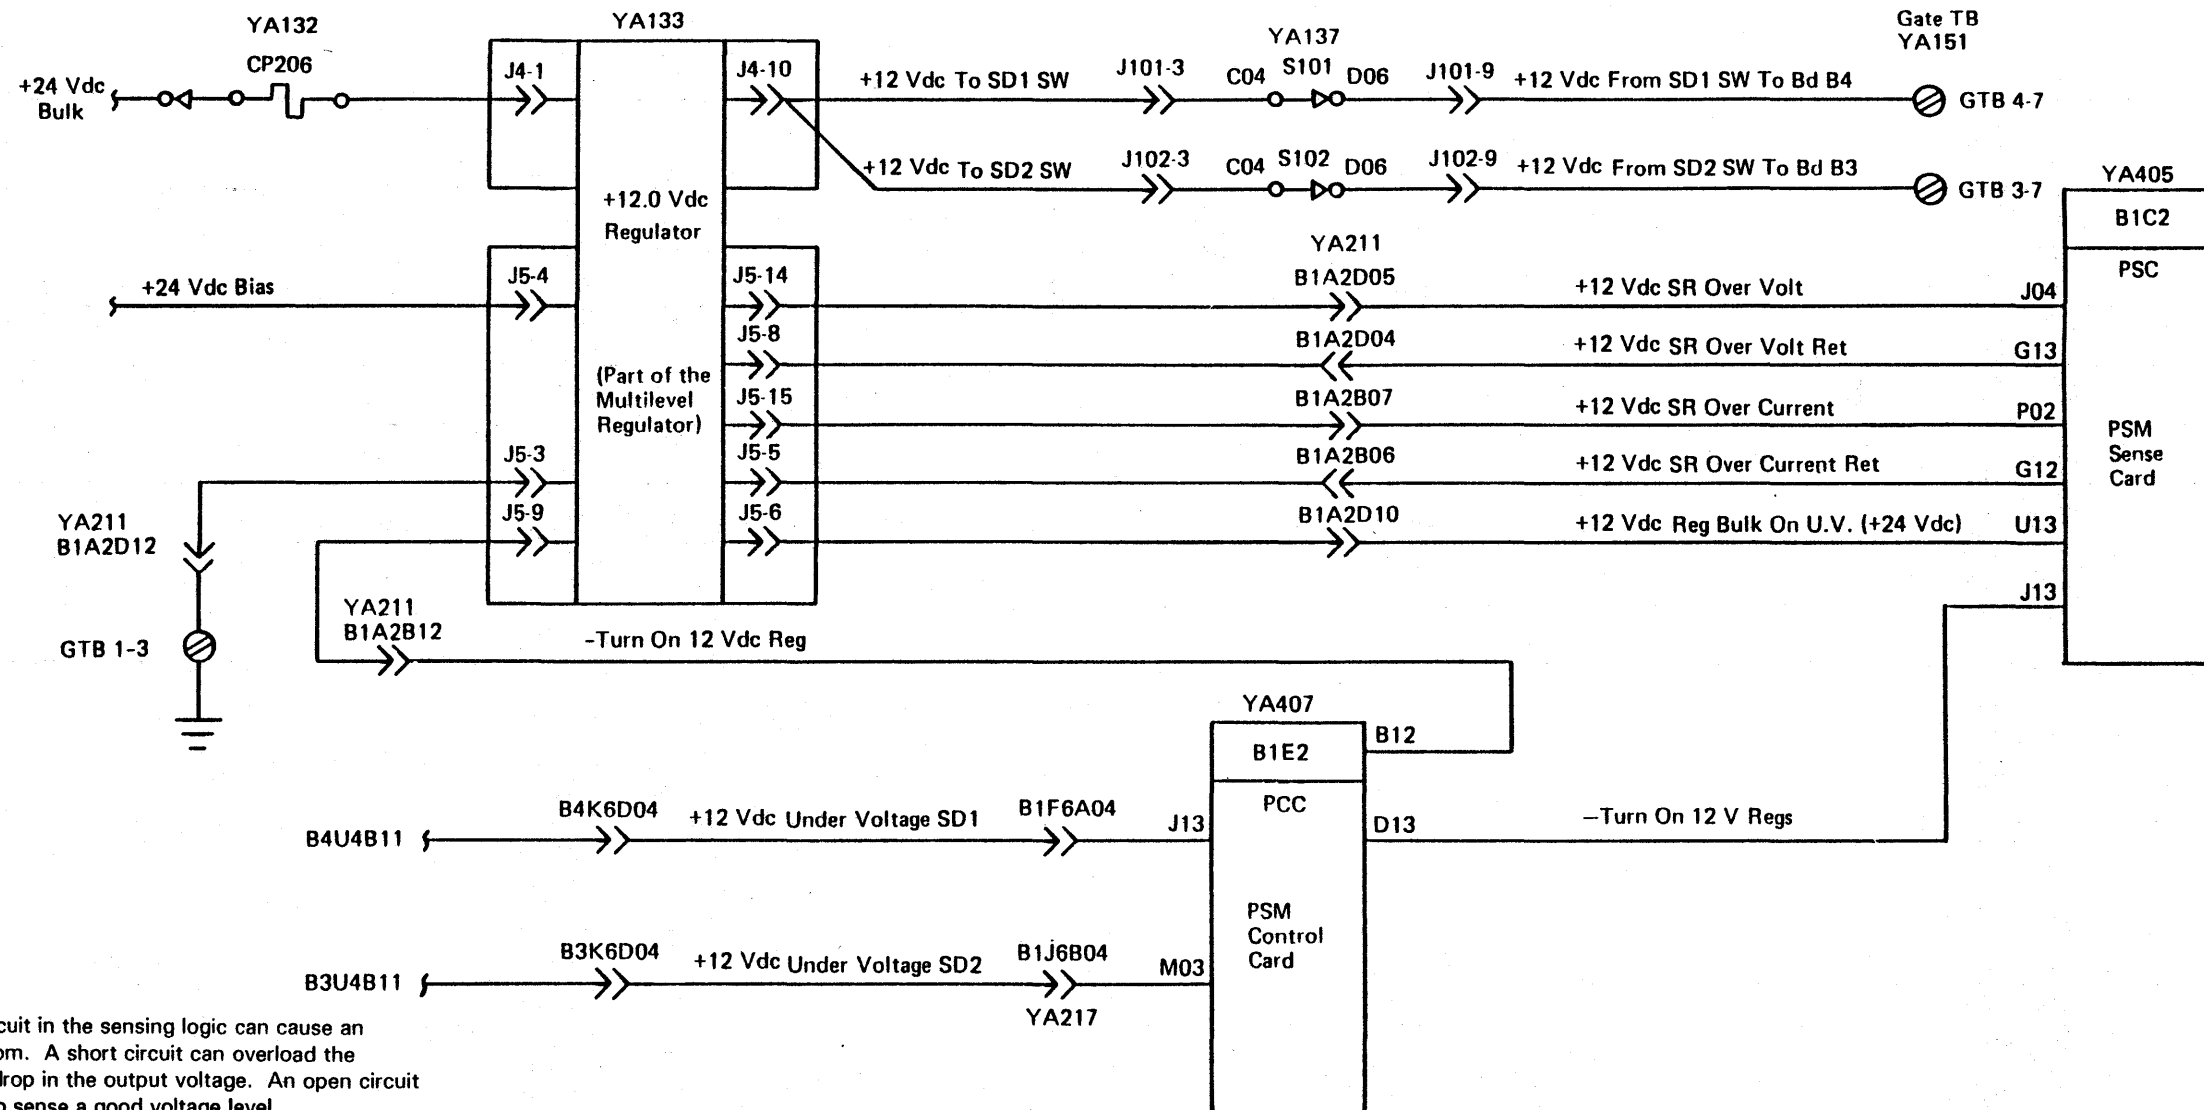 YA132
CP206
+24 Vdc
Bulk
YA133
J4-1
J4-10
+12.0 Vdc
Regulator
(Part of the
Multilevel
Regulator)
+12 Vdc To SD1 SW
J101-3
YA137
C04
S101
D06
J101-9
+12 Vdc From SD1 SW To Bd B4
Gate TB
YA151
GTB 4-7
+12 Vdc To SD2 SW
J102-3
C04
S102
D06
J102-9
+12 Vdc From SD2 SW To Bd B3
GTB 3-7
YA405
B1C2
PSC
PSM
Sense
Card
+24 Vdc Bias
J5-4
J5-14
YA211
B1A2D05
+12 Vdc SR Over Volt
J04
J5-8
B1A2D04
+12 Vdc SR Over Volt Ret
G13
J5-15
B1A2B07
+12 Vdc SR Over Current
P02
J5-3
J5-5
B1A2B06
+12 Vdc SR Over Current Ret
G12
J5-9
J5-6
B1A2D10
+12 Vdc Reg Bulk On U.V. (+24 Vdc)
U13
J13
YA211
B1A2D12
GTB 1-3
YA211
B1A2B12
-Turn On 12 Vdc Reg
YA407
B1E2
B12
PCC
B4U4B11
B4K6D04
+12 Vdc Under Voltage SD1
B1F6A04
J13
D13
-Turn On 12 V Regs
PSM
Control
Card
B3U4B11
B3K6D04
+12 Vdc Under Voltage SD2
B1J6B04
M03
YA217
cuit in the sensing logic can cause an
om. A short circuit can overload the
drop in the output voltage. An open circuit
o sense a good voltage level